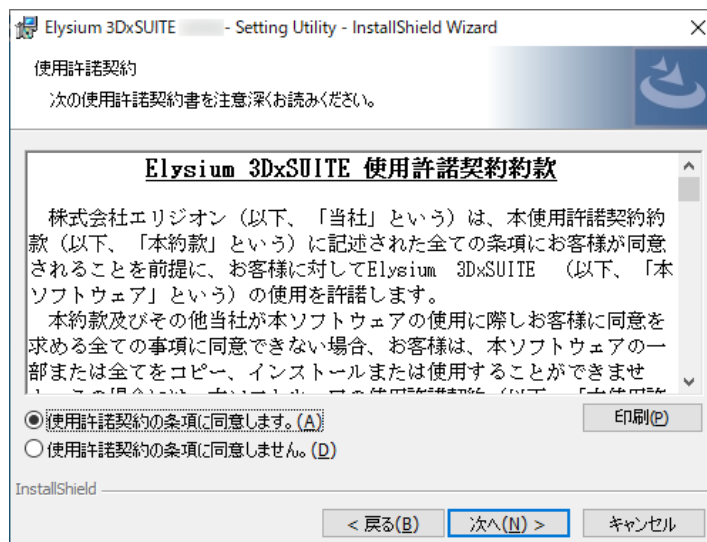 Elysium 3DxSUITE - Setting Utility - InstallShield Wizard
使用許諾契約
次の使用許諾契約書を注意深くお読みください。
Elysium 3DxSUITE 使用許諾契約約款
株式会社エリジオン（以下、「当社」という）は、本使用許諾契約約
款（以下、「本約款」という）に記述された全ての条項にお客様が同意
されることを前提に、お客様に対してElysium 3DxSUITE （以下、「本
ソフトウェア」という）の使用を許諾します。
本約款及びその他当社が本ソフトウェアの使用に際しお客様に同意を
求める全ての事項に同意できない場合、お客様は、本ソフトウェアの一
部または全てをコピー、インストールまたは使用することができませ
使用許諾契約の条項に同意します。(A)
印刷(P)
使用許諾契約の条項に同意しません。(D)
InstallShield
< 戻る(B)
次へ(N) >
キャンセル